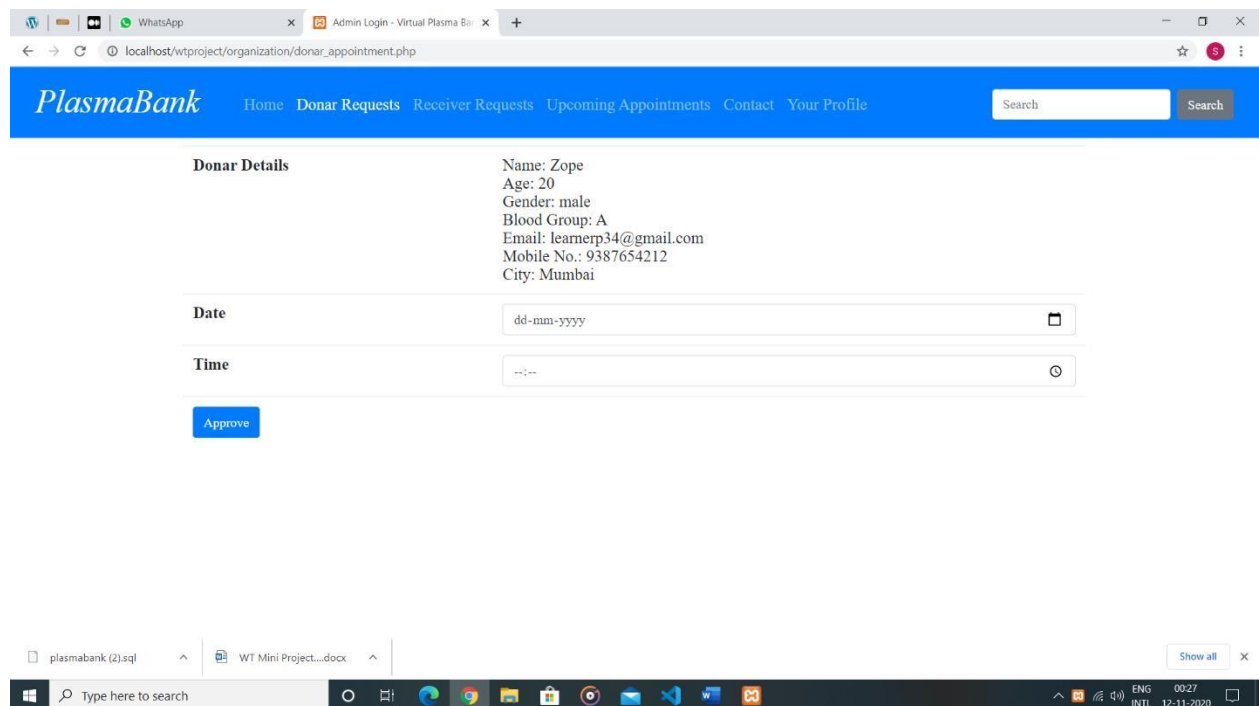 WhatsApp
Admin Login - Virtual Plasma Ba
localhost/wtproject/organization/donar_appointment.php
S
PlasmaBank Home Donar Requests Receiver Requests Upcoming Appointments Contact Your Profile Search Search
Donar Details
Name: Zope
Age: 20
Gender: male
Blood Group: A
Email: learnerp34@gmail.com
Mobile No.: 9387654212
City: Mumbai
Date dd-mm-yyyy
Time --:--
Approve
plasmabank (2).sql WT Mini Project....docx Show all
Type here to search
ENG 00:27
INTL 12-11-2020